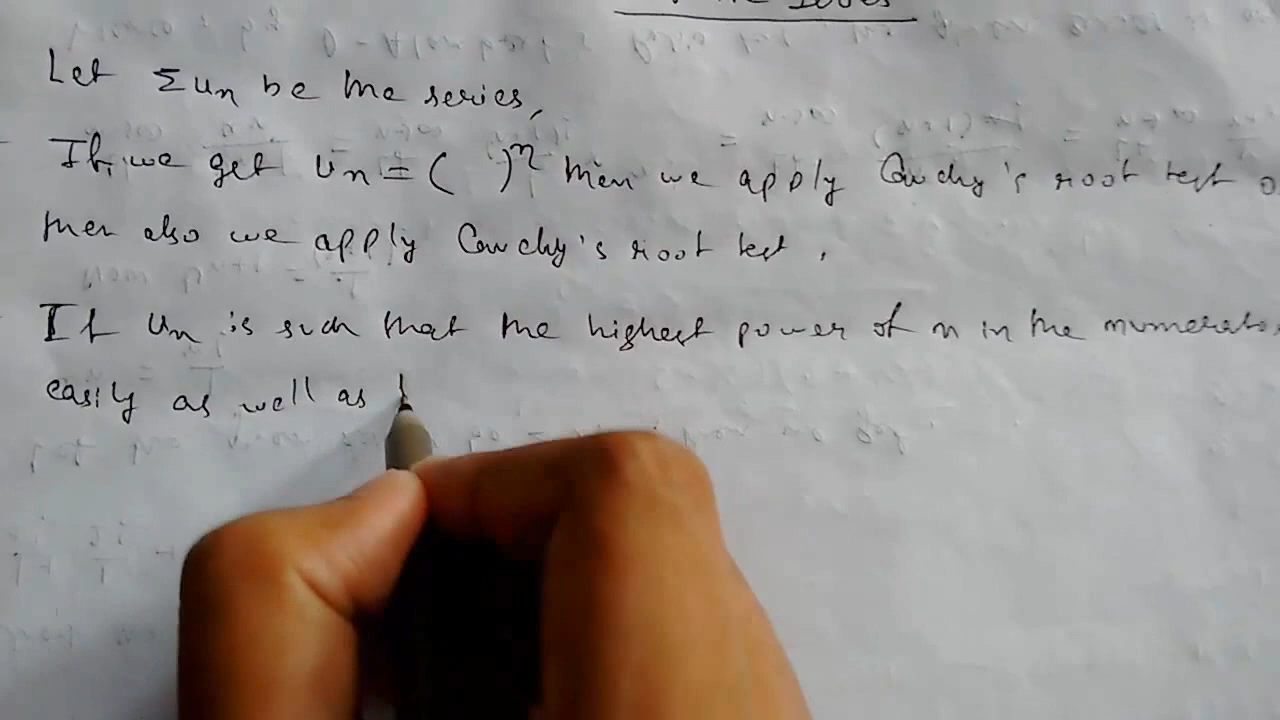 Let Σun be the series,
If, we get un = ( )^n then we apply Cauchy's root test
then also we apply Cauchy's root test.
If un is such that the highest power of n in the numerato
easily as well as